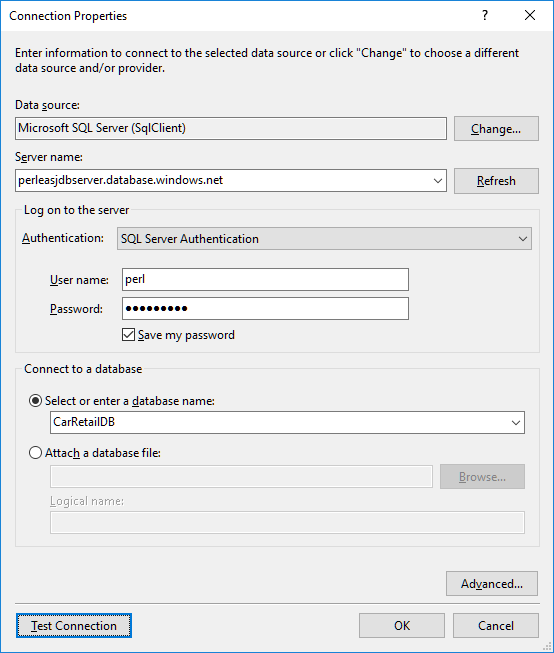 Connection Properties
?
Enter information to connect to the selected data source or click "Change" to choose a different
data source and/or provider.
Data source:
Microsoft SQL Server (SqlClient)
Change...
Server name:
perleasjdbserver.database.windows.net
Refresh
Log on to the server
Authentication:
SQL Server Authentication
User name:
perl
Password:
●●●●●●●●●
Save my password
Connect to a database
Select or enter a database name:
CarRetailDB
Attach a database file:
Browse...
Logical name:
Advanced...
Test Connection
OK
Cancel